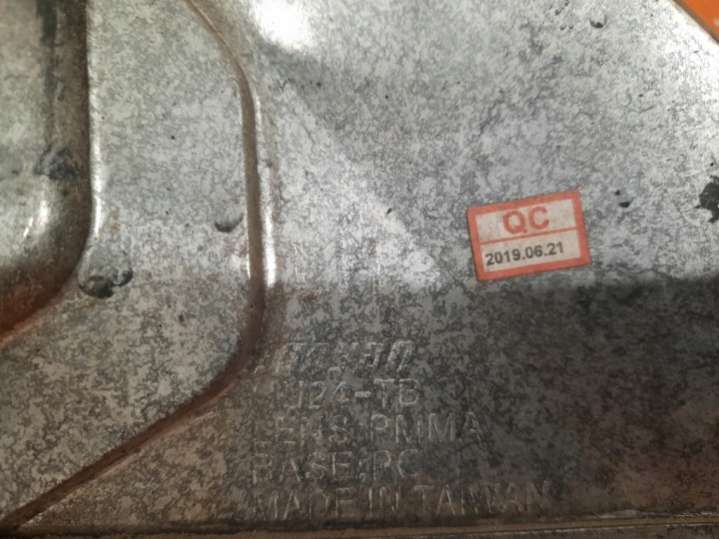 QC
2019.06.21
LENS:PMMA
BASE:PC
MADE IN TAIWAN